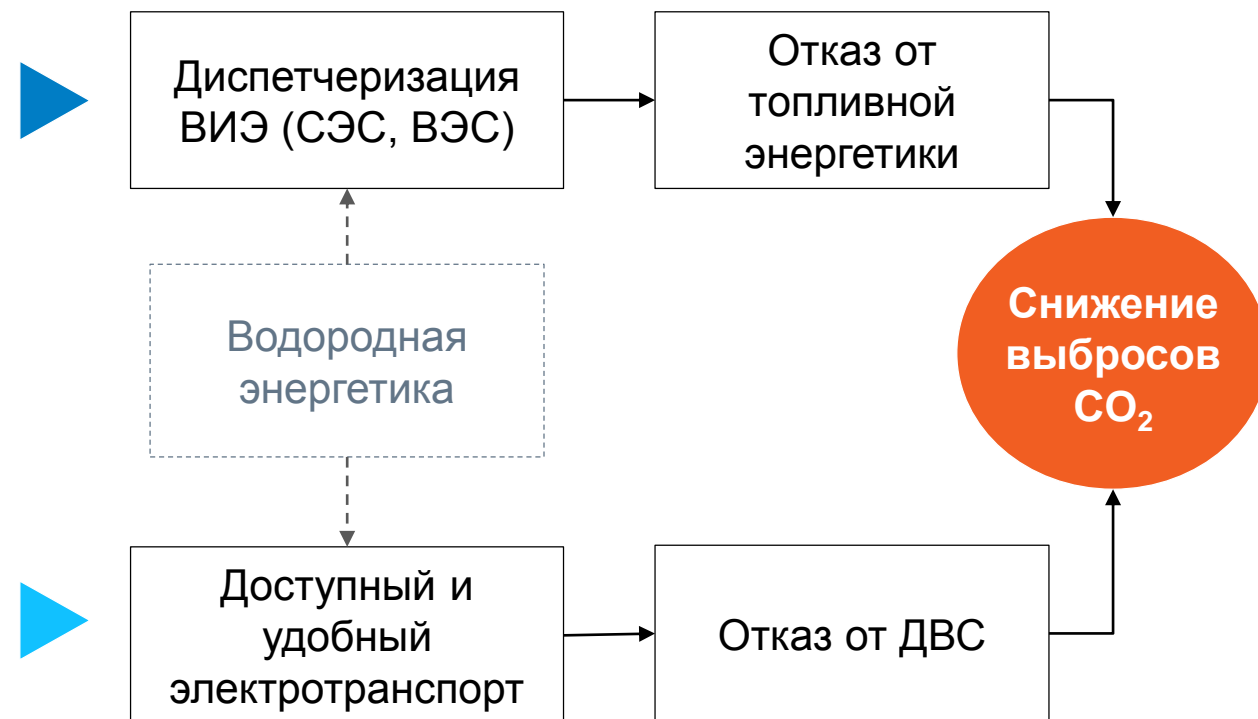 Диспетчеризация
ВИЭ (СЭС, ВЭС)
Отказ от
топливной
энергетики
Водородная
энергетика
Снижение
выбросов
CO₂
Доступный и
удобный
электротранспорт
Отказ от ДВС